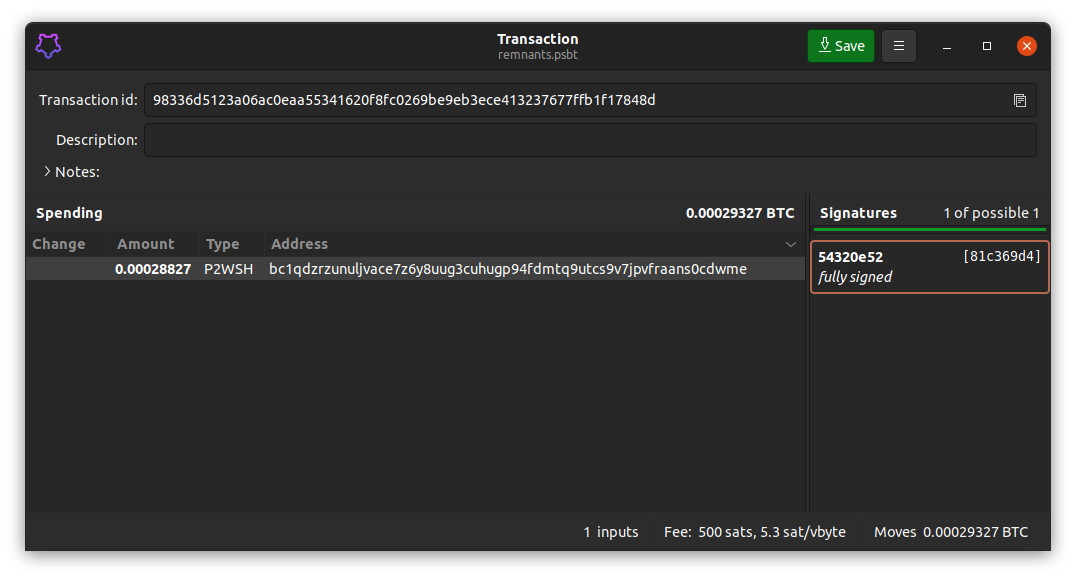 Transaction
remnants.psbt
Save
Transaction id: 98336d5123a06ac0eaa55341620f8fc0269be9eb3ece413237677ffb1f17848d
Description:
Notes:
Spending 0.00029327 BTC
Signatures 1 of possible 1
Change Amount Type Address
0.00028827 P2WSH bc1qdzrzunuljvace7z6y8uug3cuhugp94fdmtq9utcs9v7jpvfraans0cdwme
54320e52 [81c369d4]
fully signed
1 inputs Fee: 500 sats, 5.3 sat/vbyte Moves 0.00029327 BTC